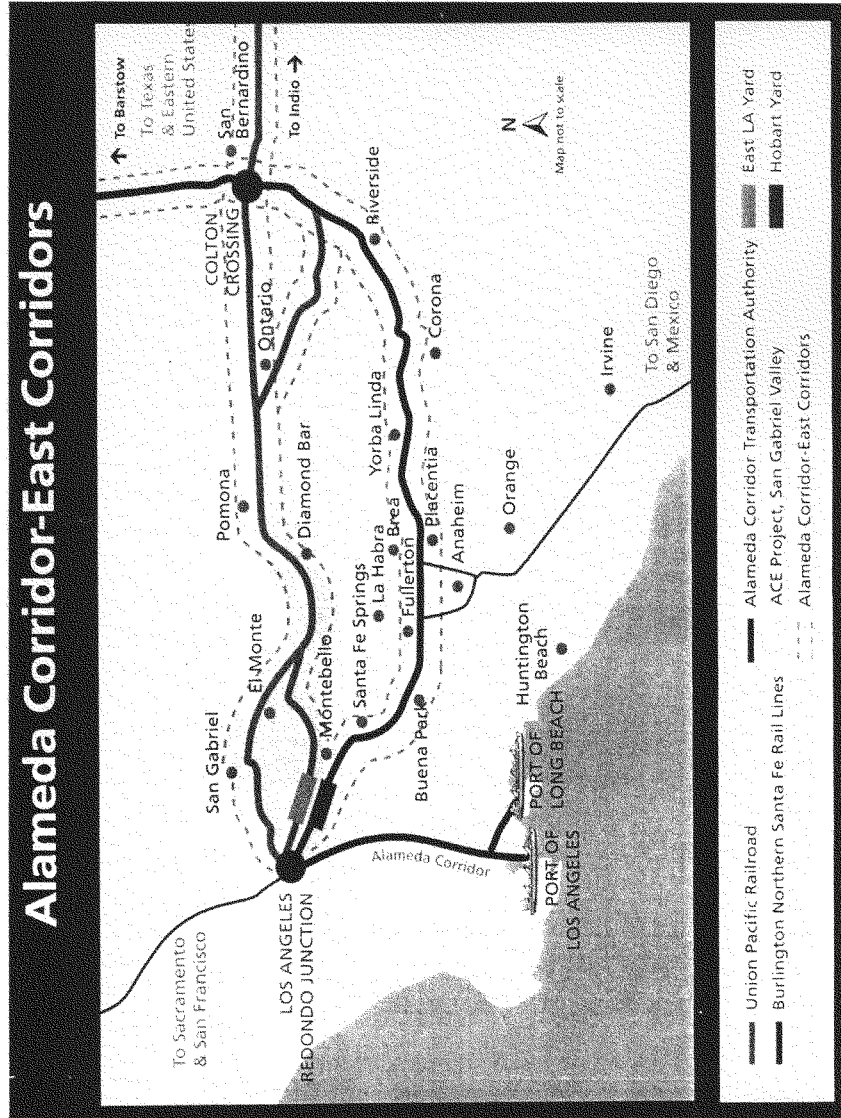 Alameda Corridor-East Corridors
↑ To Barstow
To Texas
& Eastern
United States
San
Bernardino
To Indio →
COLTON
CROSSING
Ontario
Riverside
N
Map not to scale
Pomona
Diamond Bar
Yorba Linda
Corona
San Gabriel
El Monte
Montebello
Santa Fe Springs
La Habra
Brea
Fullerton
Placentia
Anaheim
Orange
Irvine
To San Diego
& Mexico
Buena Park
Huntington
Beach
To Sacramento
& San Francisco
LOS ANGELES
REDONDO JUNCTION
Alameda Corridor
PORT OF
LONG BEACH
PORT OF
LOS ANGELES
Union Pacific Railroad
Burlington Northern Santa Fe Rail Lines
Alameda Corridor Transportation Authority
ACE Project, San Gabriel Valley
Alameda Corridor-East Corridors
East LA Yard
Hobart Yard